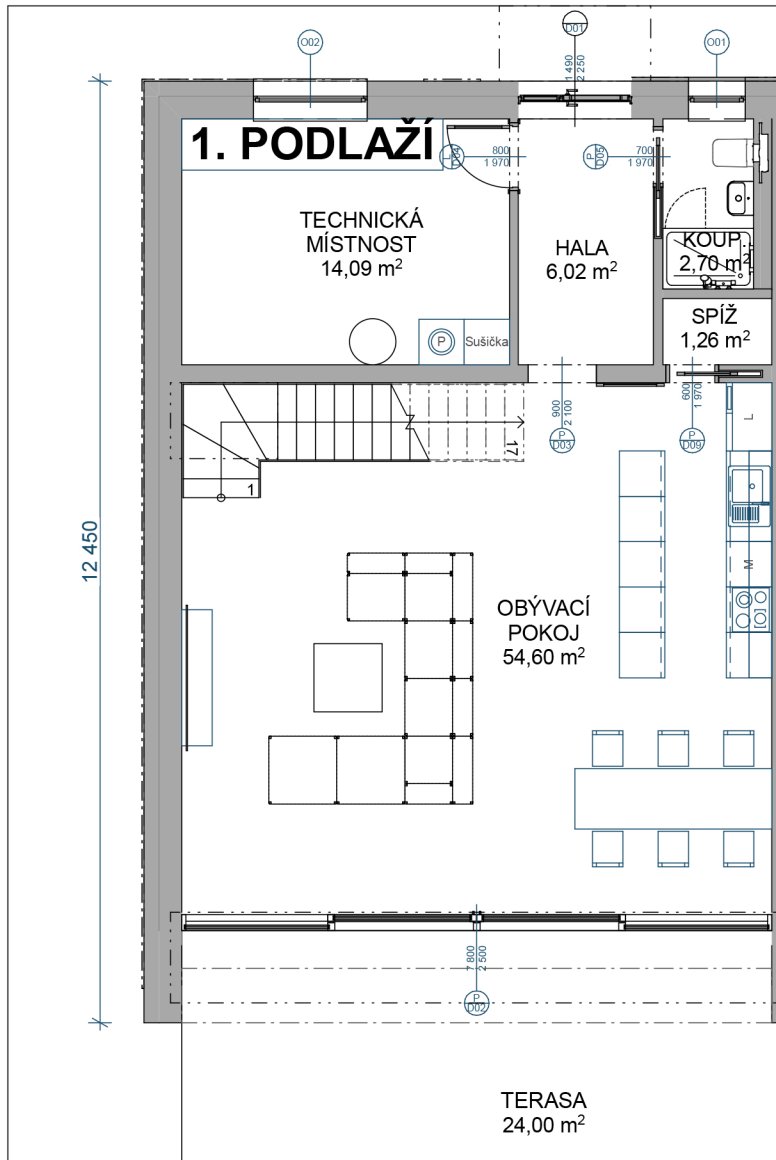 O02
D01
1 490
2 250
O01
1. PODLAŽÍ
L
D04
800
1 970
P
D05
700
1 970
TECHNICKÁ
MÍSTNOST
14,09 m²
HALA
6,02 m²
KOUP.
2,70 m²
SPÍŽ
1,26 m²
P
Sušička
900
2 100
P
D03
600
1 970
P
D09
L
17
1
M
12 450
OBÝVACÍ
POKOJ
54,60 m²
7 800
2 500
P
D02
TERASA
24,00 m²